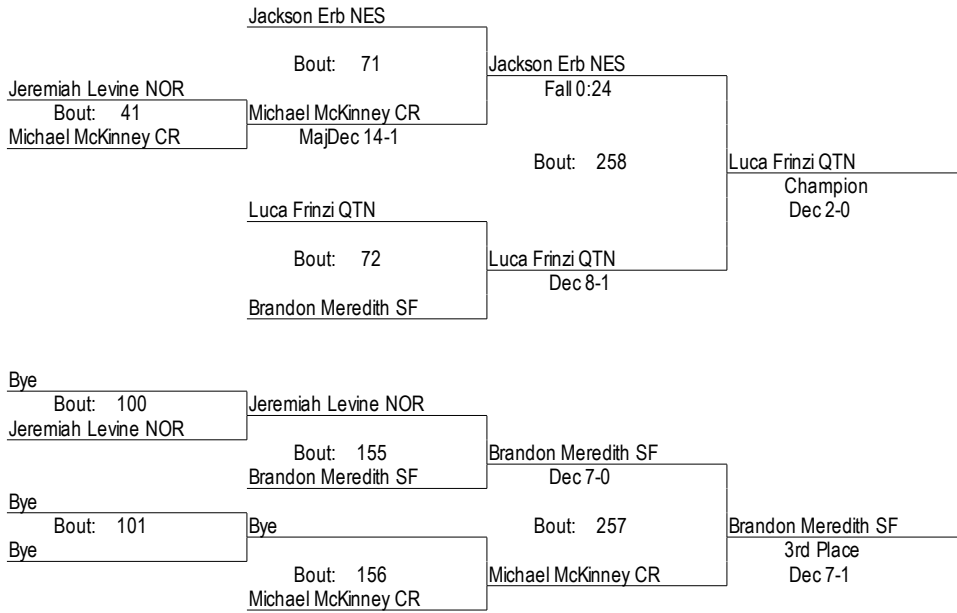 Jackson Erb NES
Bout: 71
Jackson Erb NES
Jeremiah Levine NOR
Fall 0:24
Bout: 41
Michael McKinney CR
Michael McKinney CR
MajDec 14-1
Bout: 258
Luca Frinzi QTN
Champion
Luca Frinzi QTN
Dec 2-0
Bout: 72
Luca Frinzi QTN
Dec 8-1
Brandon Meredith SF
Bye
Bout: 100
Jeremiah Levine NOR
Jeremiah Levine NOR
Bout: 155
Brandon Meredith SF
Brandon Meredith SF
Dec 7-0
Bye
Bout: 101
Bye
Bout: 257
Brandon Meredith SF
Bye
3rd Place
Bout: 156
Michael McKinney CR
Dec 7-1
Michael McKinney CR